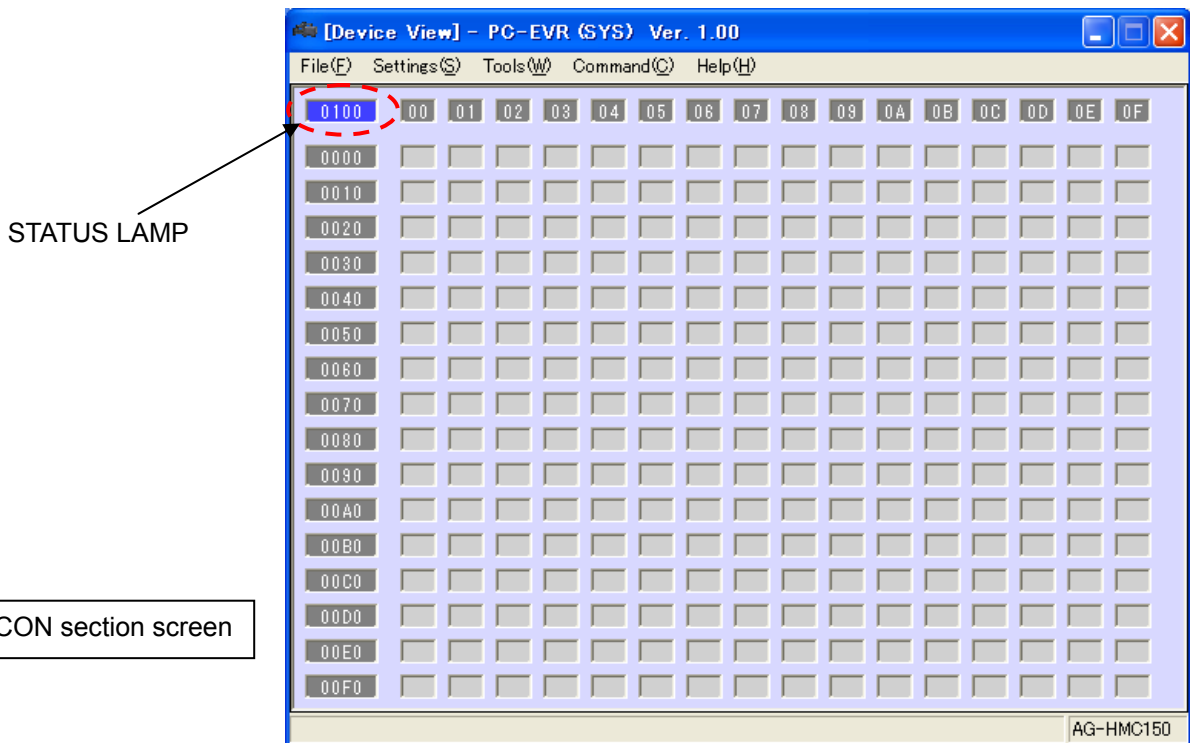 [Device View] - PC-EVR (SYS) Ver. 1.00
File(F) Settings(S) Tools(W) Command(C) Help(H)
0100 00 01 02 03 04 05 06 07 08 09 0A 0B 0C 0D 0E 0F
0000
0010
0020
STATUS LAMP
0030
0040
0050
0060
0070
0080
0090
00A0
00B0
00C0
00D0
CON section screen
00E0
00F0
AG-HMC150